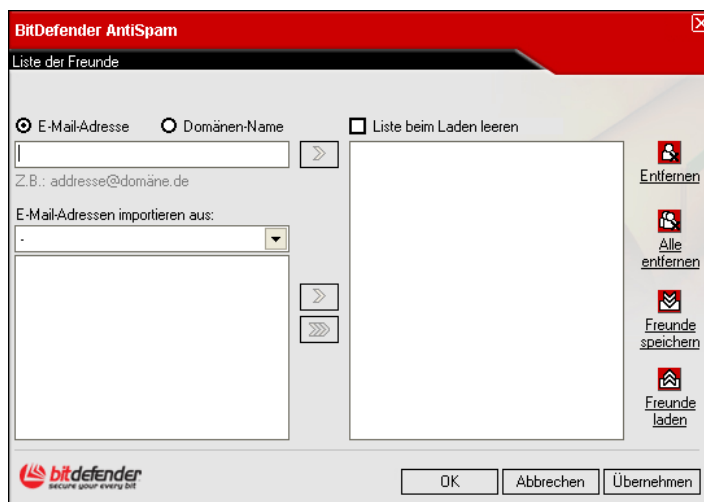 BitDefender AntiSpam
Liste der Freunde
E-Mail-Adresse
Domänen-Name
Liste beim Laden leeren
Z.B.: addresse@domäne.de
E-Mail-Adressen importieren aus:
-
Entfernen
Alle
entfernen
Freunde
speichern
Freunde
laden
bitdefender
secure your every bit
OK
Abbrechen
Übernehmen